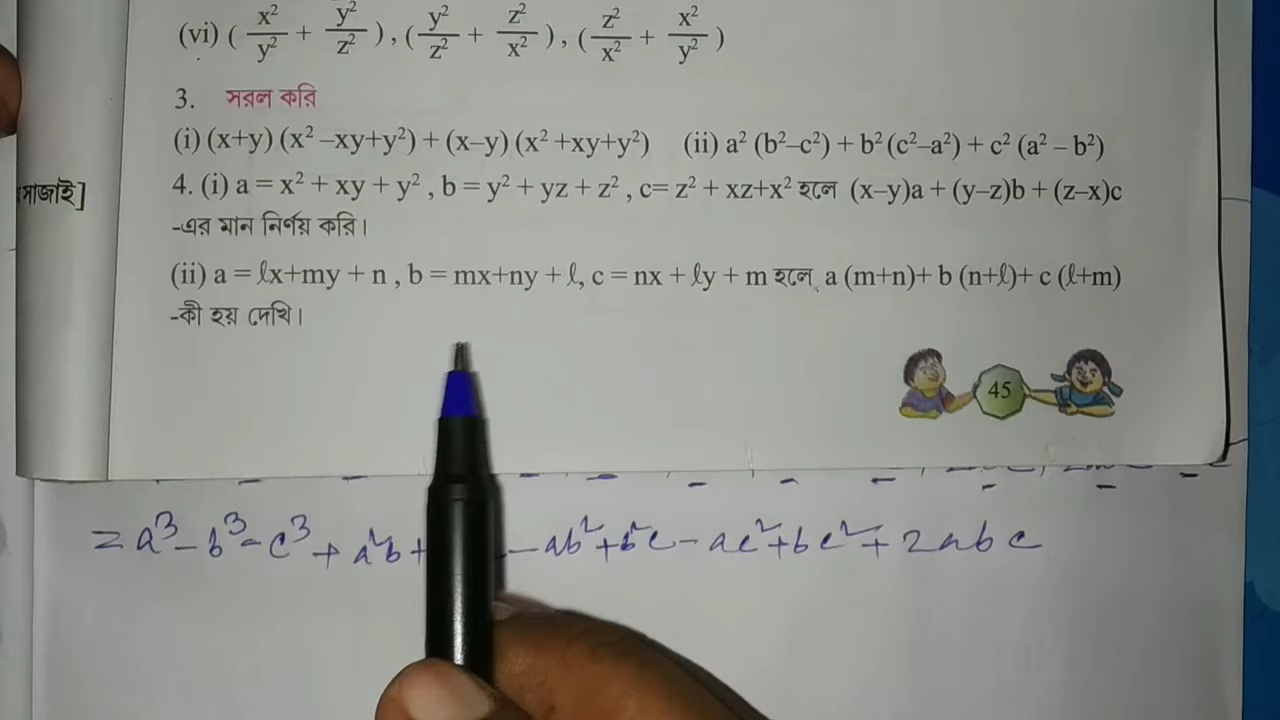 (vi) ( x²/y² + y²/z² ), ( y²/z² + z²/x² ), ( z²/x² + x²/y² )
3. সরল করি
(i) (x+y) (x² –xy+y²) + (x–y) (x² +xy+y²) (ii) a² (b²–c²) + b² (c²–a²) + c² (a² – b²)
সাজাই]
4. (i) a = x² + xy + y² , b = y² + yz + z² , c= z² + xz+x² হলে (x–y)a + (y–z)b + (z–x)c
-এর মান নির্ণয় করি।
(ii) a = ℓx+my + n , b = mx+ny + ℓ, c = nx + ℓy + m হলে a (m+n)+ b (n+ℓ)+ c (ℓ+m)
-কী হয় দেখি।
45
= a³ – b³ – c³ + a²b + – ab² + b²c – ac² + bc² + 2abc